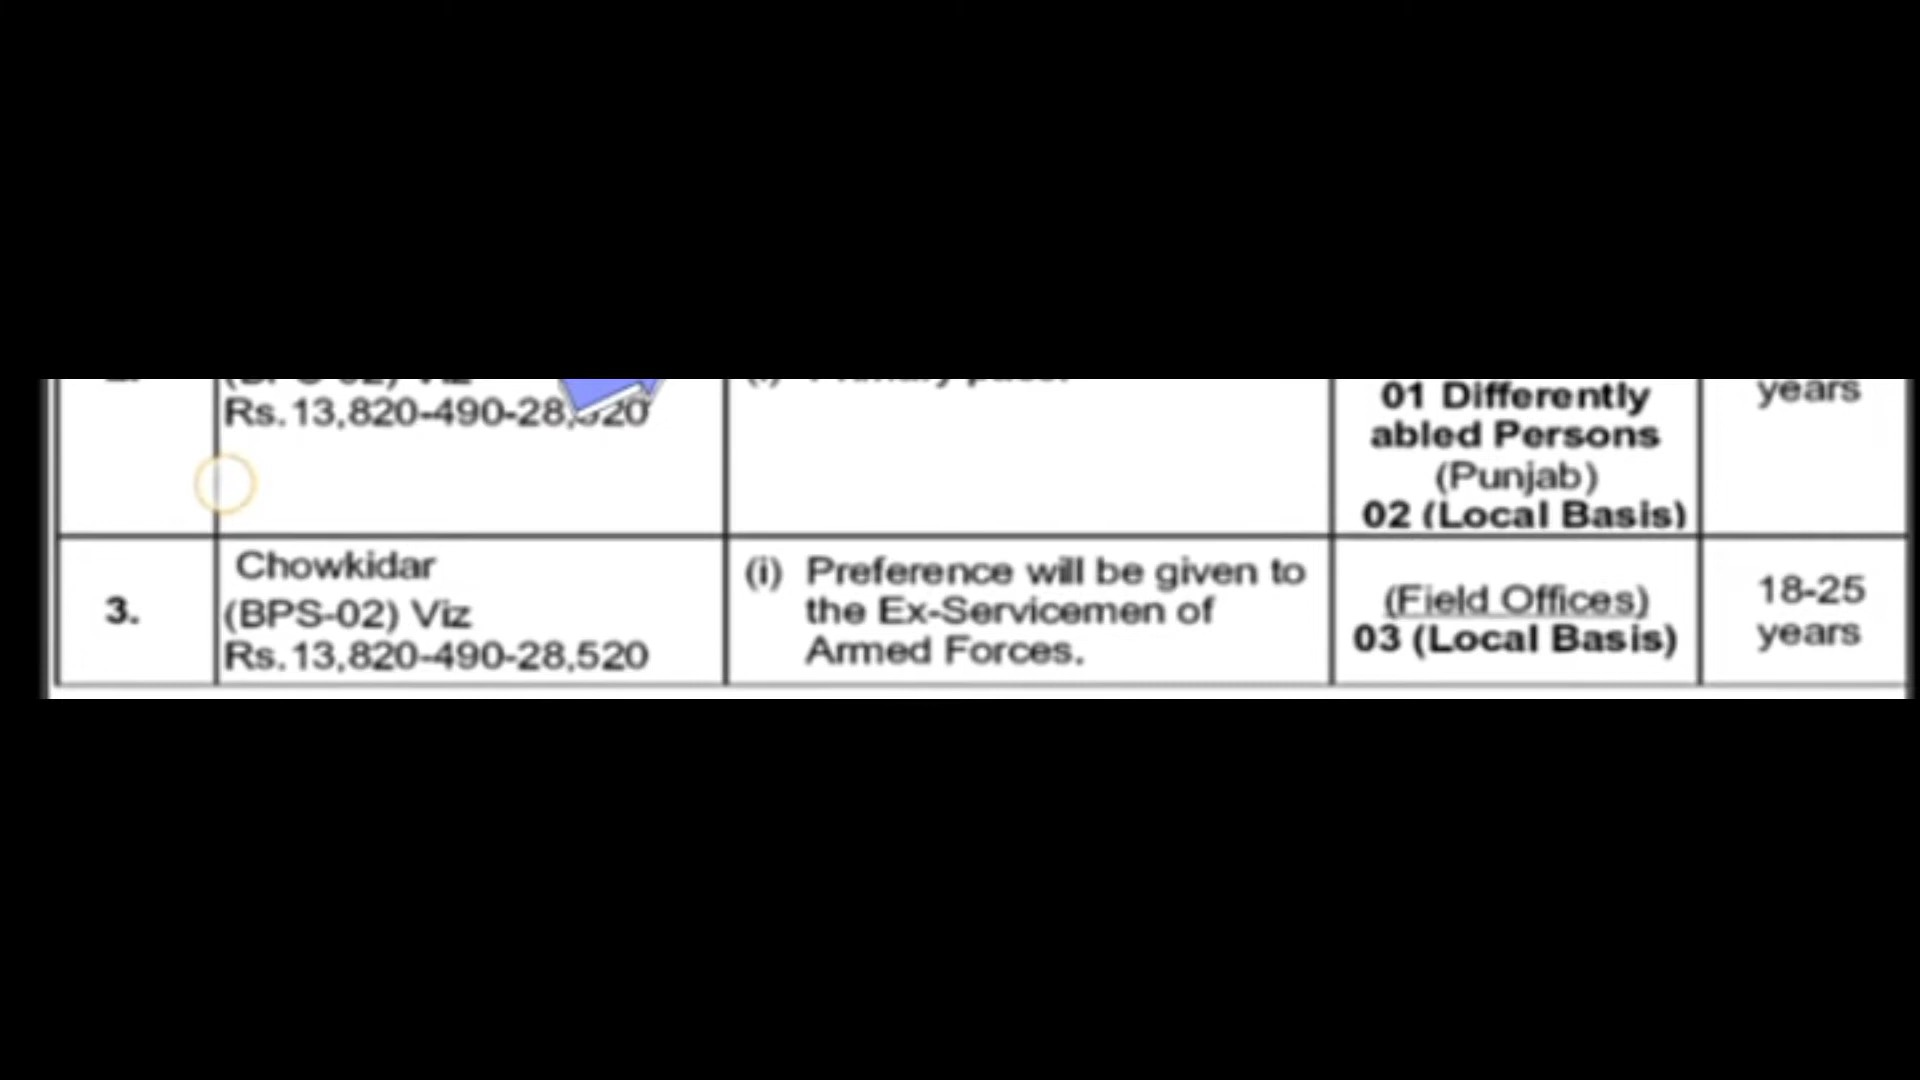 Rs.13,820-490-28,520
01 Differently
abled Persons
(Punjab)
02 (Local Basis)
years
3.
Chowkidar
(BPS-02) Viz
Rs.13,820-490-28,520
(i) Preference will be given to
the Ex-Servicemen of
Armed Forces.
(Field Offices)
03 (Local Basis)
18-25
years